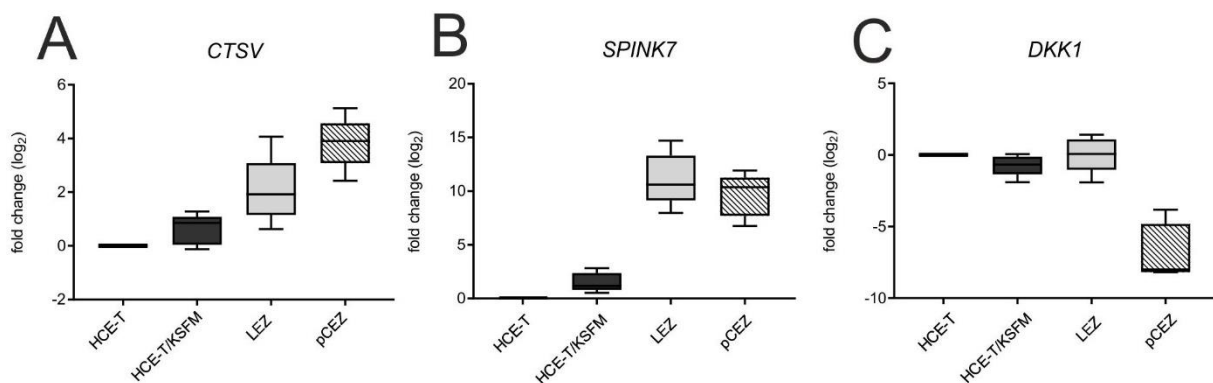 A
CTSV
fold change (log₂)
6
4
2
0
-2
HCE-T
HCE-T/KSFM
LEZ
pCEZ
B
SPINK7
fold change (log₂)
20
15
10
5
0
HCE-T
HCE-T/KSFM
LEZ
pCEZ
C
DKK1
fold change (log₂)
5
0
-5
-10
HCE-T
HCE-T/KSFM
LEZ
pCEZ